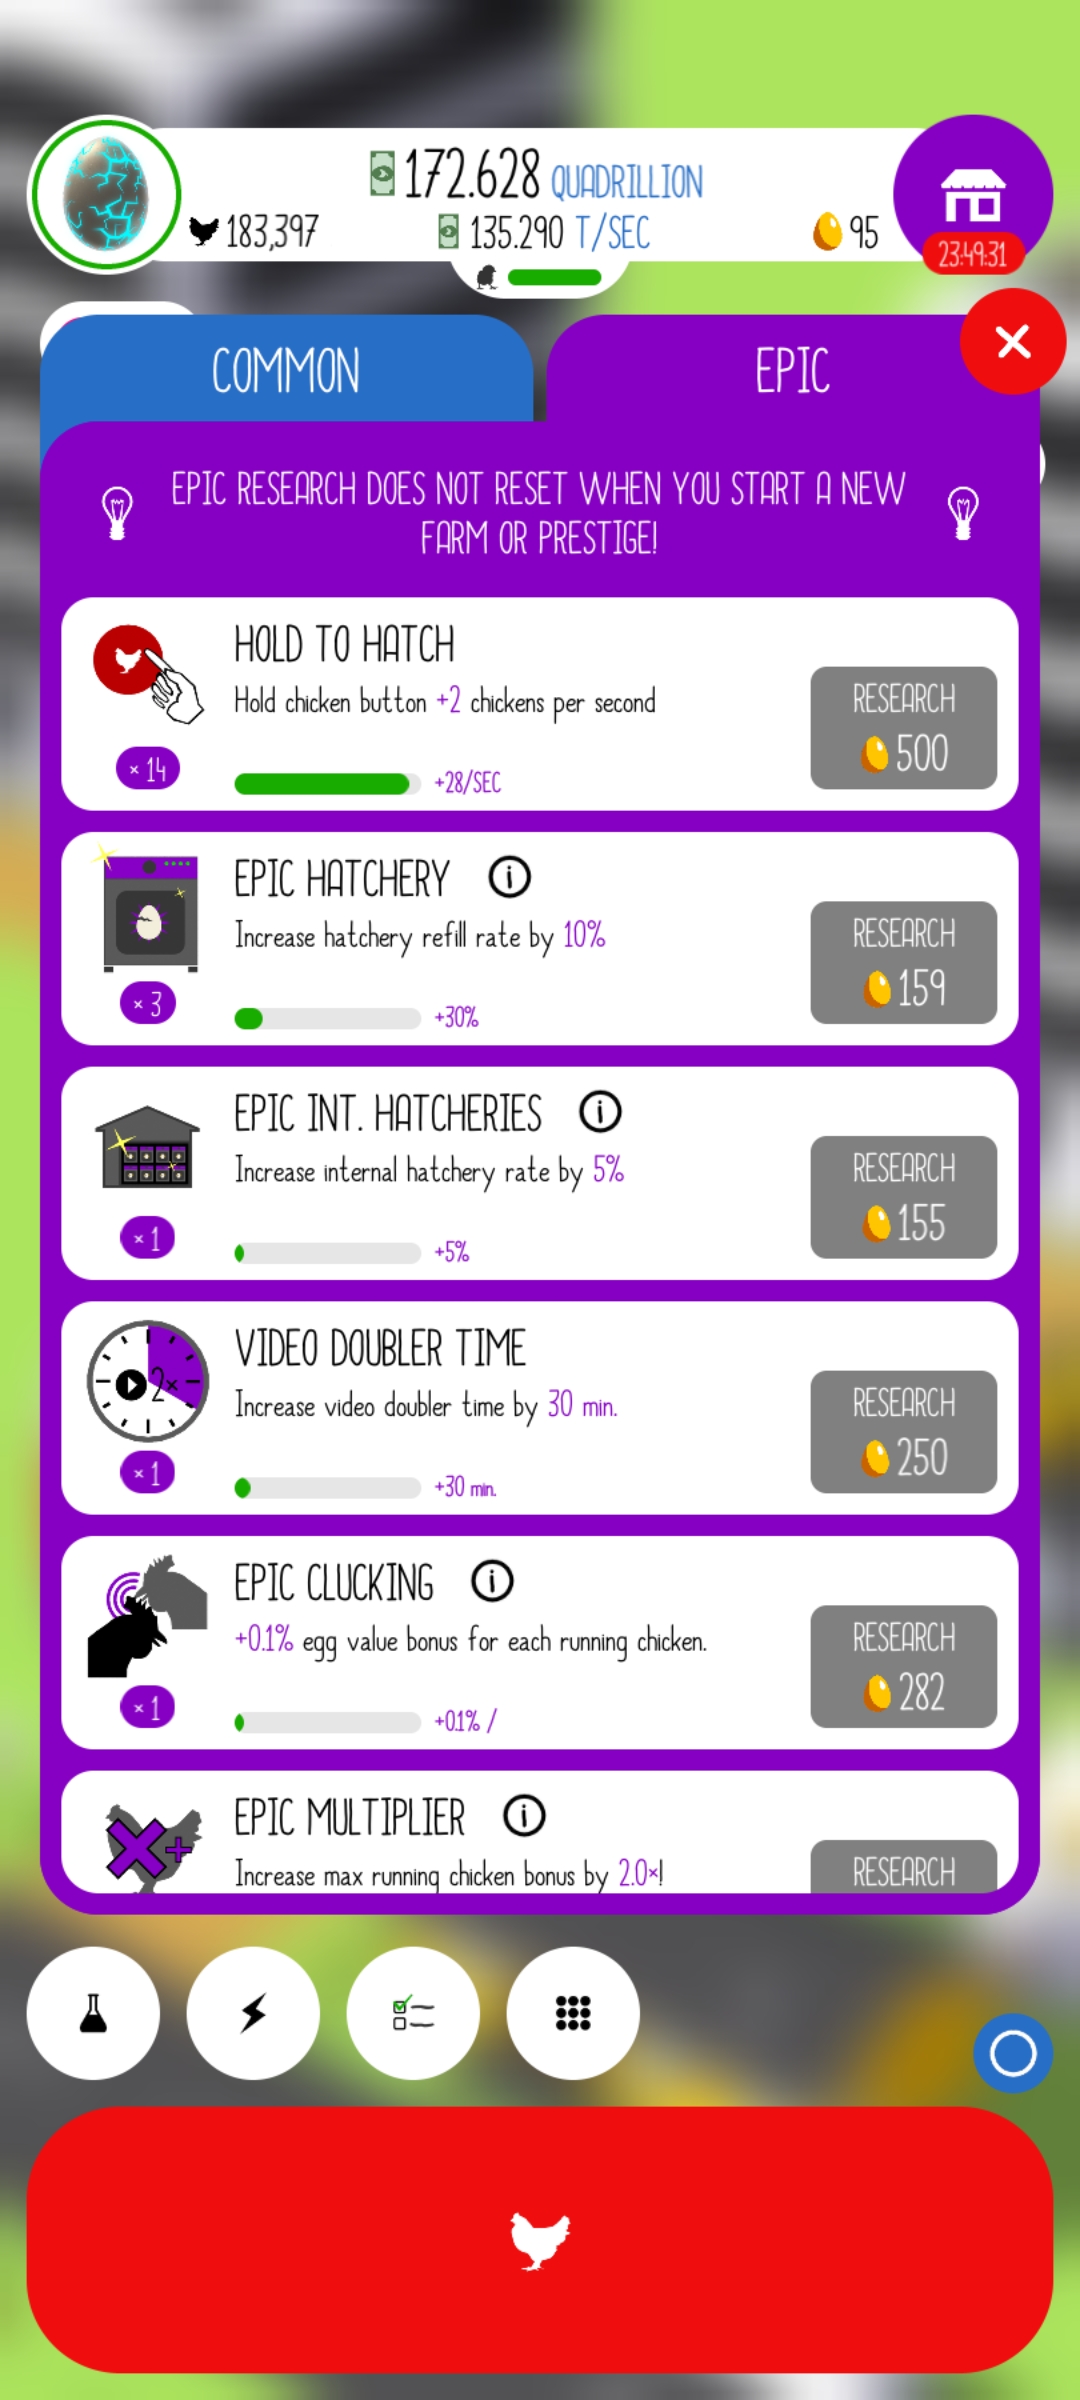 172.628 QUADRILLION
183,397
135.290 T/SEC
95
23:49:31
COMMON
EPIC
EPIC RESEARCH DOES NOT RESET WHEN YOU START A NEW
FARM OR PRESTIGE!
HOLD TO HATCH
Hold chicken button +2 chickens per second
× 14
+28/SEC
RESEARCH
500
EPIC HATCHERY
Increase hatchery refill rate by 10%
× 3
+30%
RESEARCH
159
EPIC INT. HATCHERIES
Increase internal hatchery rate by 5%
× 1
+5%
RESEARCH
155
2×
VIDEO DOUBLER TIME
Increase video doubler time by 30 min.
× 1
+30 min.
RESEARCH
250
EPIC CLUCKING
+0.1% egg value bonus for each running chicken.
× 1
+0.1% /
RESEARCH
282
EPIC MULTIPLIER
Increase max running chicken bonus by 2.0×!
RESEARCH